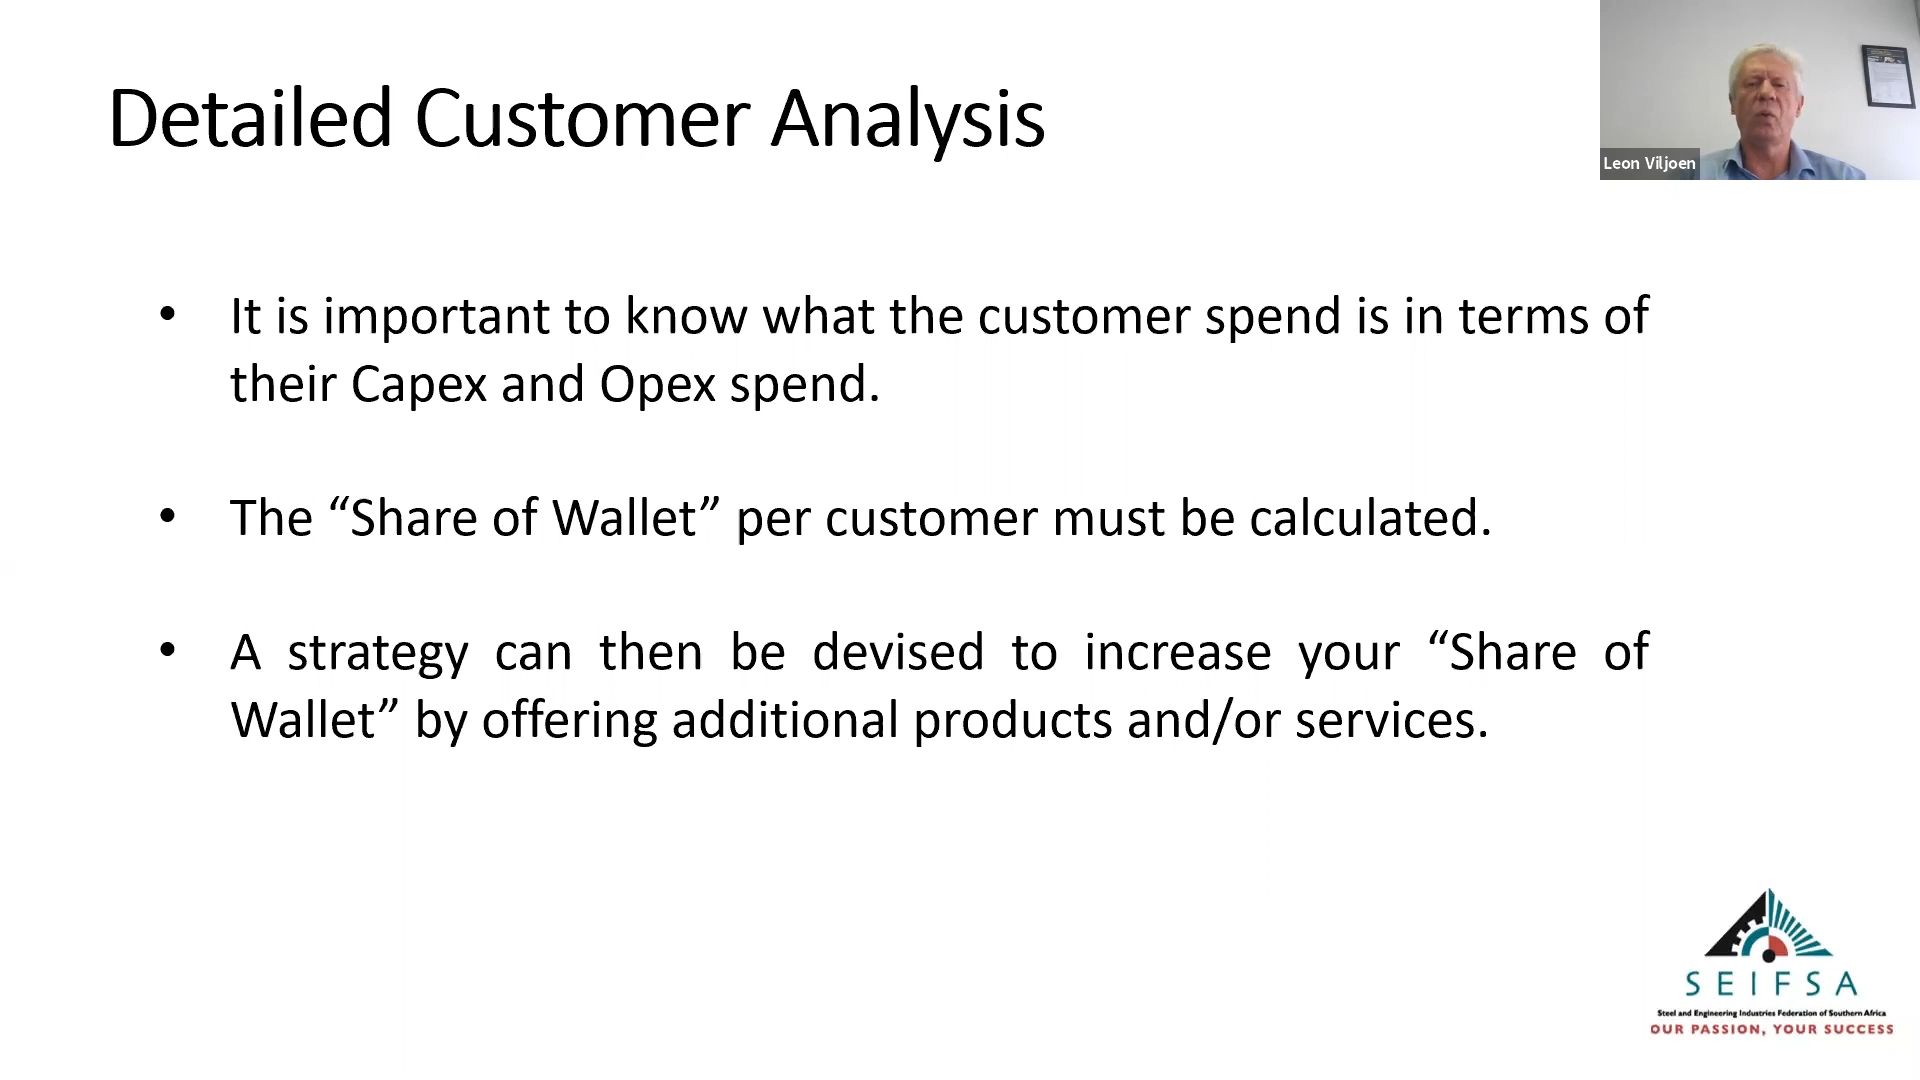 Detailed Customer Analysis
Leon Viljoen
• It is important to know what the customer spend is in terms of
their Capex and Opex spend.
• The “Share of Wallet” per customer must be calculated.
• A strategy can then be devised to increase your “Share of
Wallet” by offering additional products and/or services.
SEIFSA
Steel and Engineering Industries Federation of Southern Africa
OUR PASSION, YOUR SUCCESS